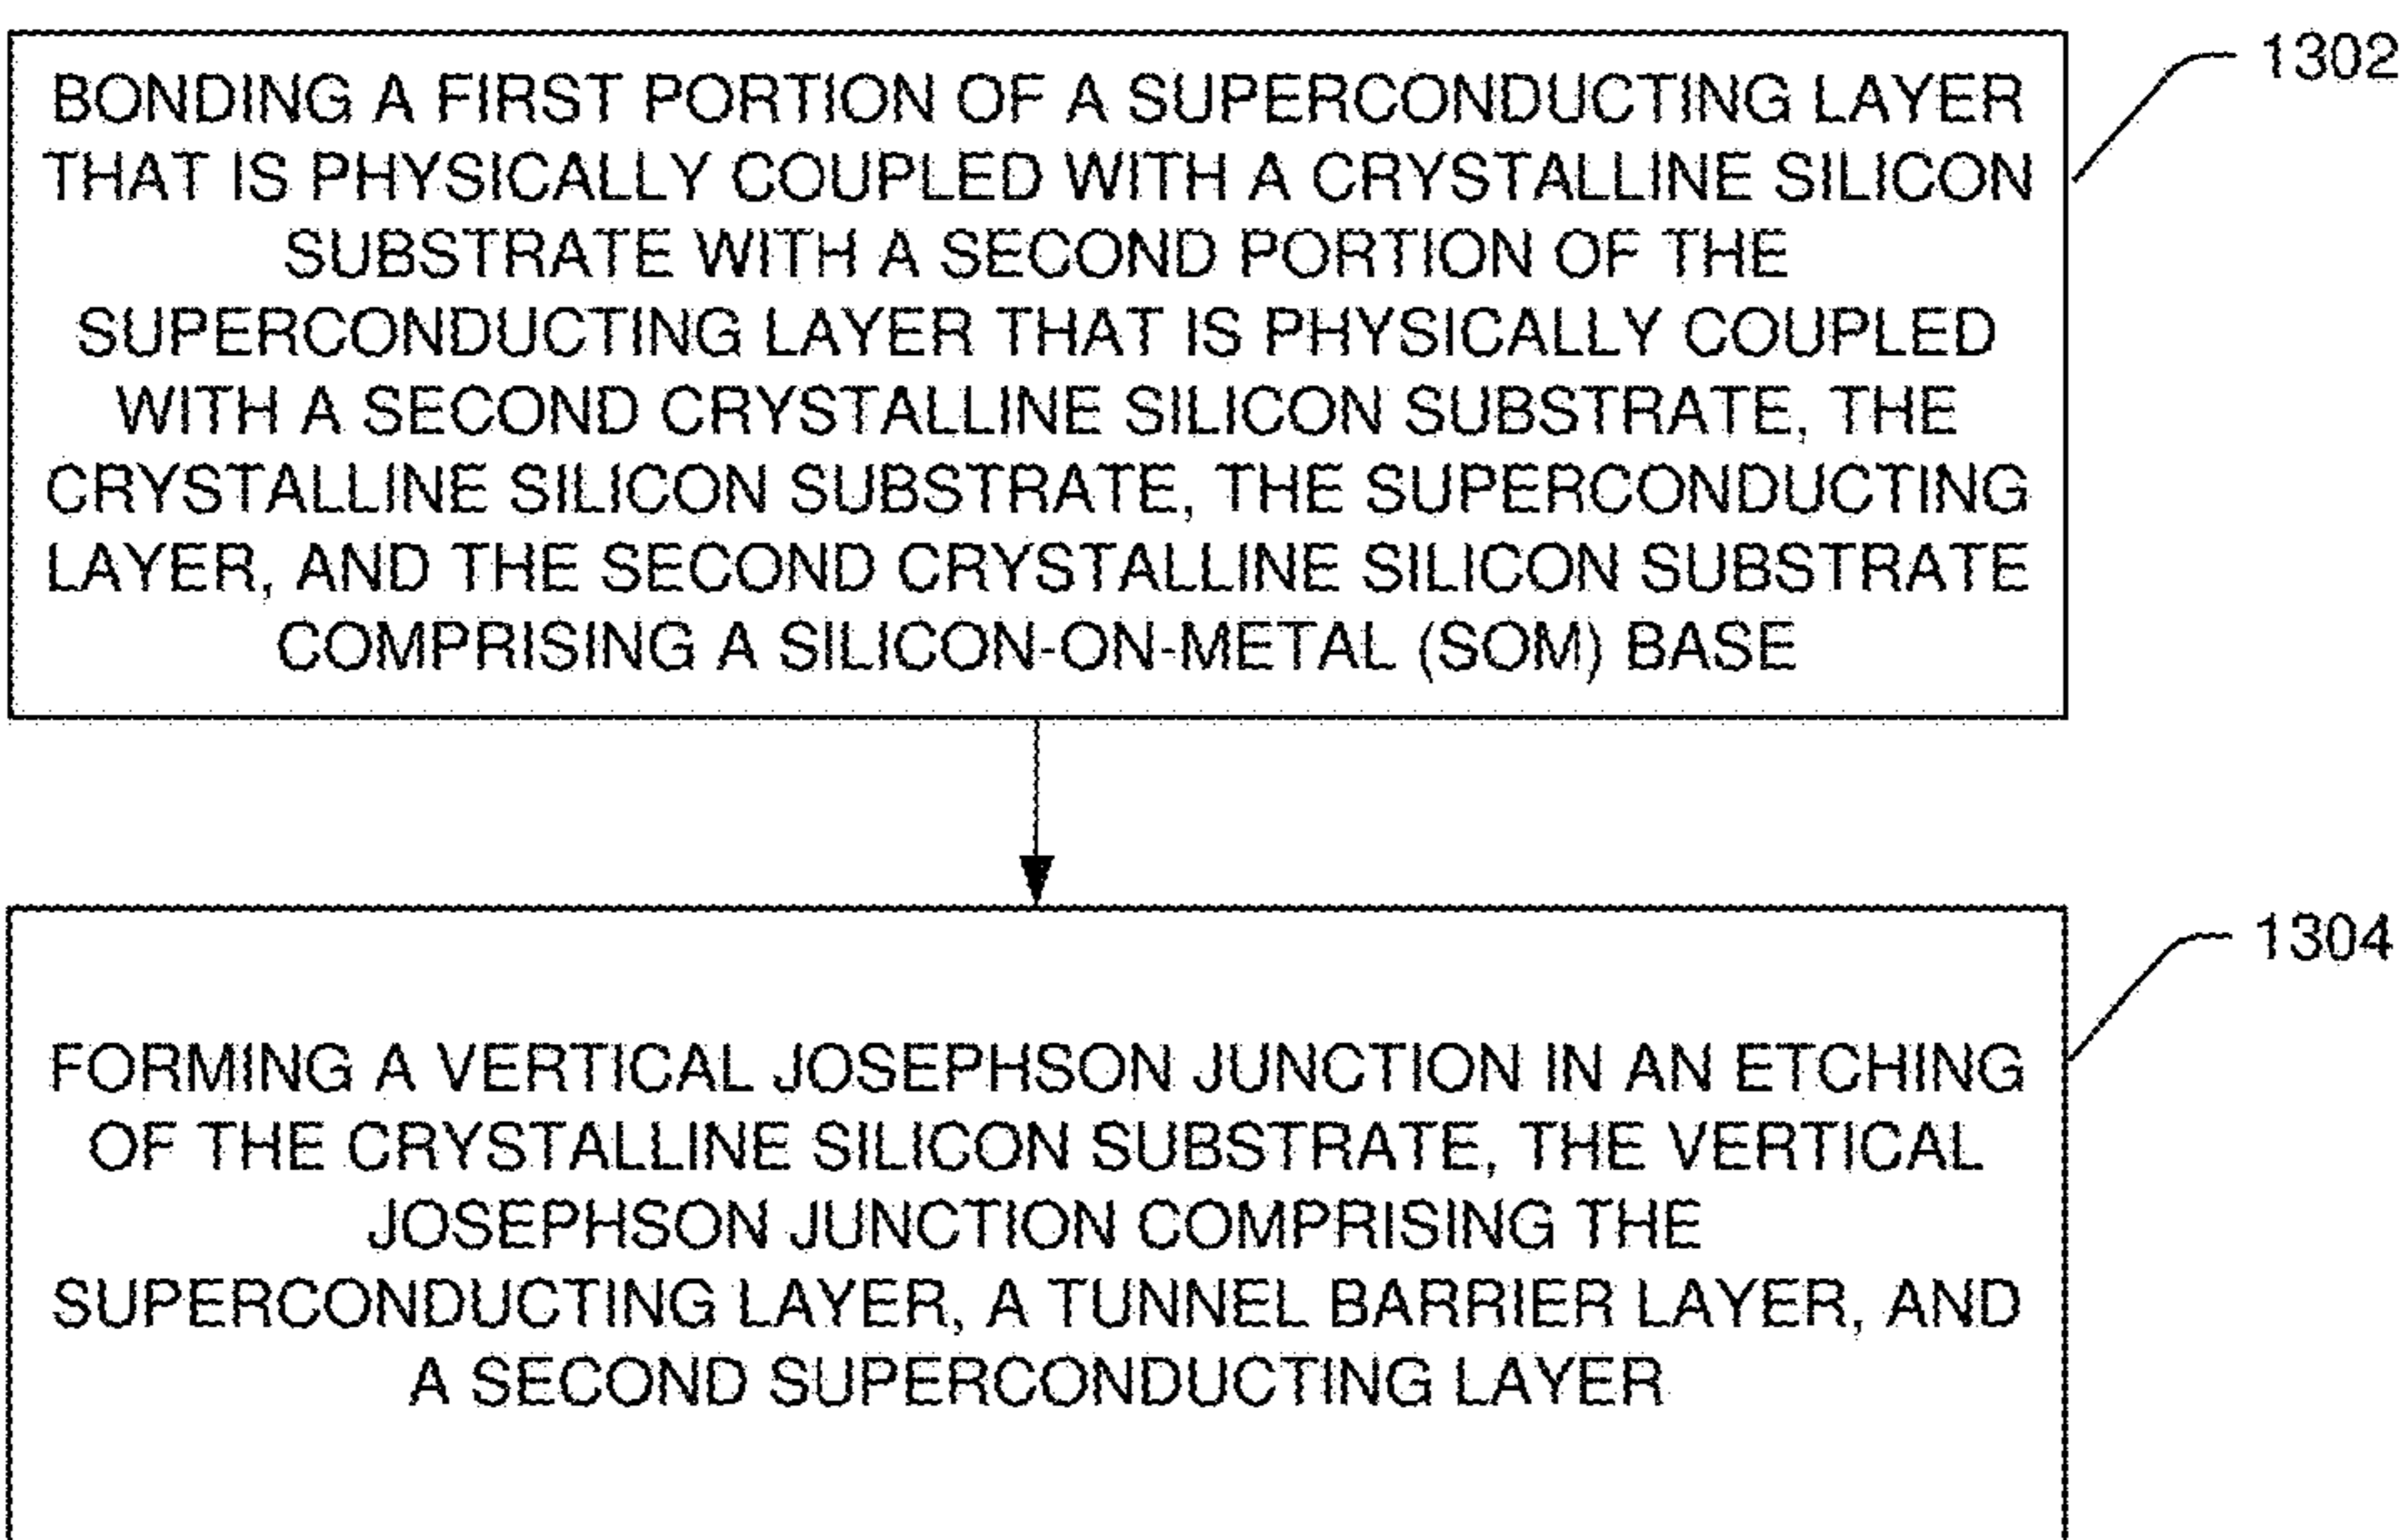 1302
BONDING A FIRST PORTION OF A SUPERCONDUCTING LAYER
THAT IS PHYSICALLY COUPLED WITH A CRYSTALLINE SILICON
SUBSTRATE WITH A SECOND PORTION OF THE
SUPERCONDUCTING LAYER THAT IS PHYSICALLY COUPLED
WITH A SECOND CRYSTALLINE SILICON SUBSTRATE, THE
CRYSTALLINE SILICON SUBSTRATE, THE SUPERCONDUCTING
LAYER, AND THE SECOND CRYSTALLINE SILICON SUBSTRATE
COMPRISING A SILICON-ON-METAL (SOM) BASE
1304
FORMING A VERTICAL JOSEPHSON JUNCTION IN AN ETCHING
OF THE CRYSTALLINE SILICON SUBSTRATE, THE VERTICAL
JOSEPHSON JUNCTION COMPRISING THE
SUPERCONDUCTING LAYER, A TUNNEL BARRIER LAYER, AND
A SECOND SUPERCONDUCTING LAYER